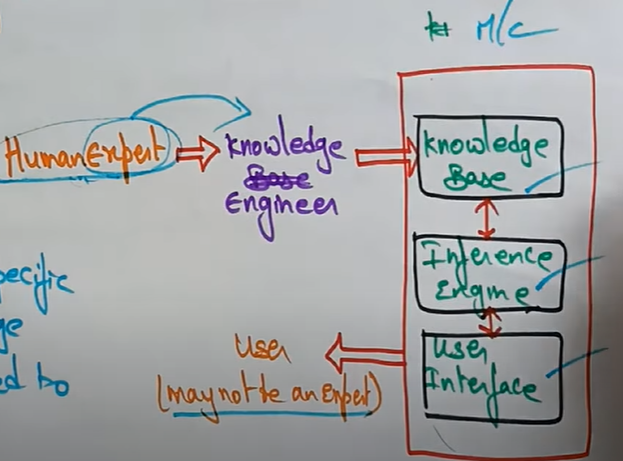 M/C
Human Expert
Knowledge
Engineer
Knowledge
Base
Inference
Engine
User
Interface
User
(may not be an Expert)
ecific
ge
ed to